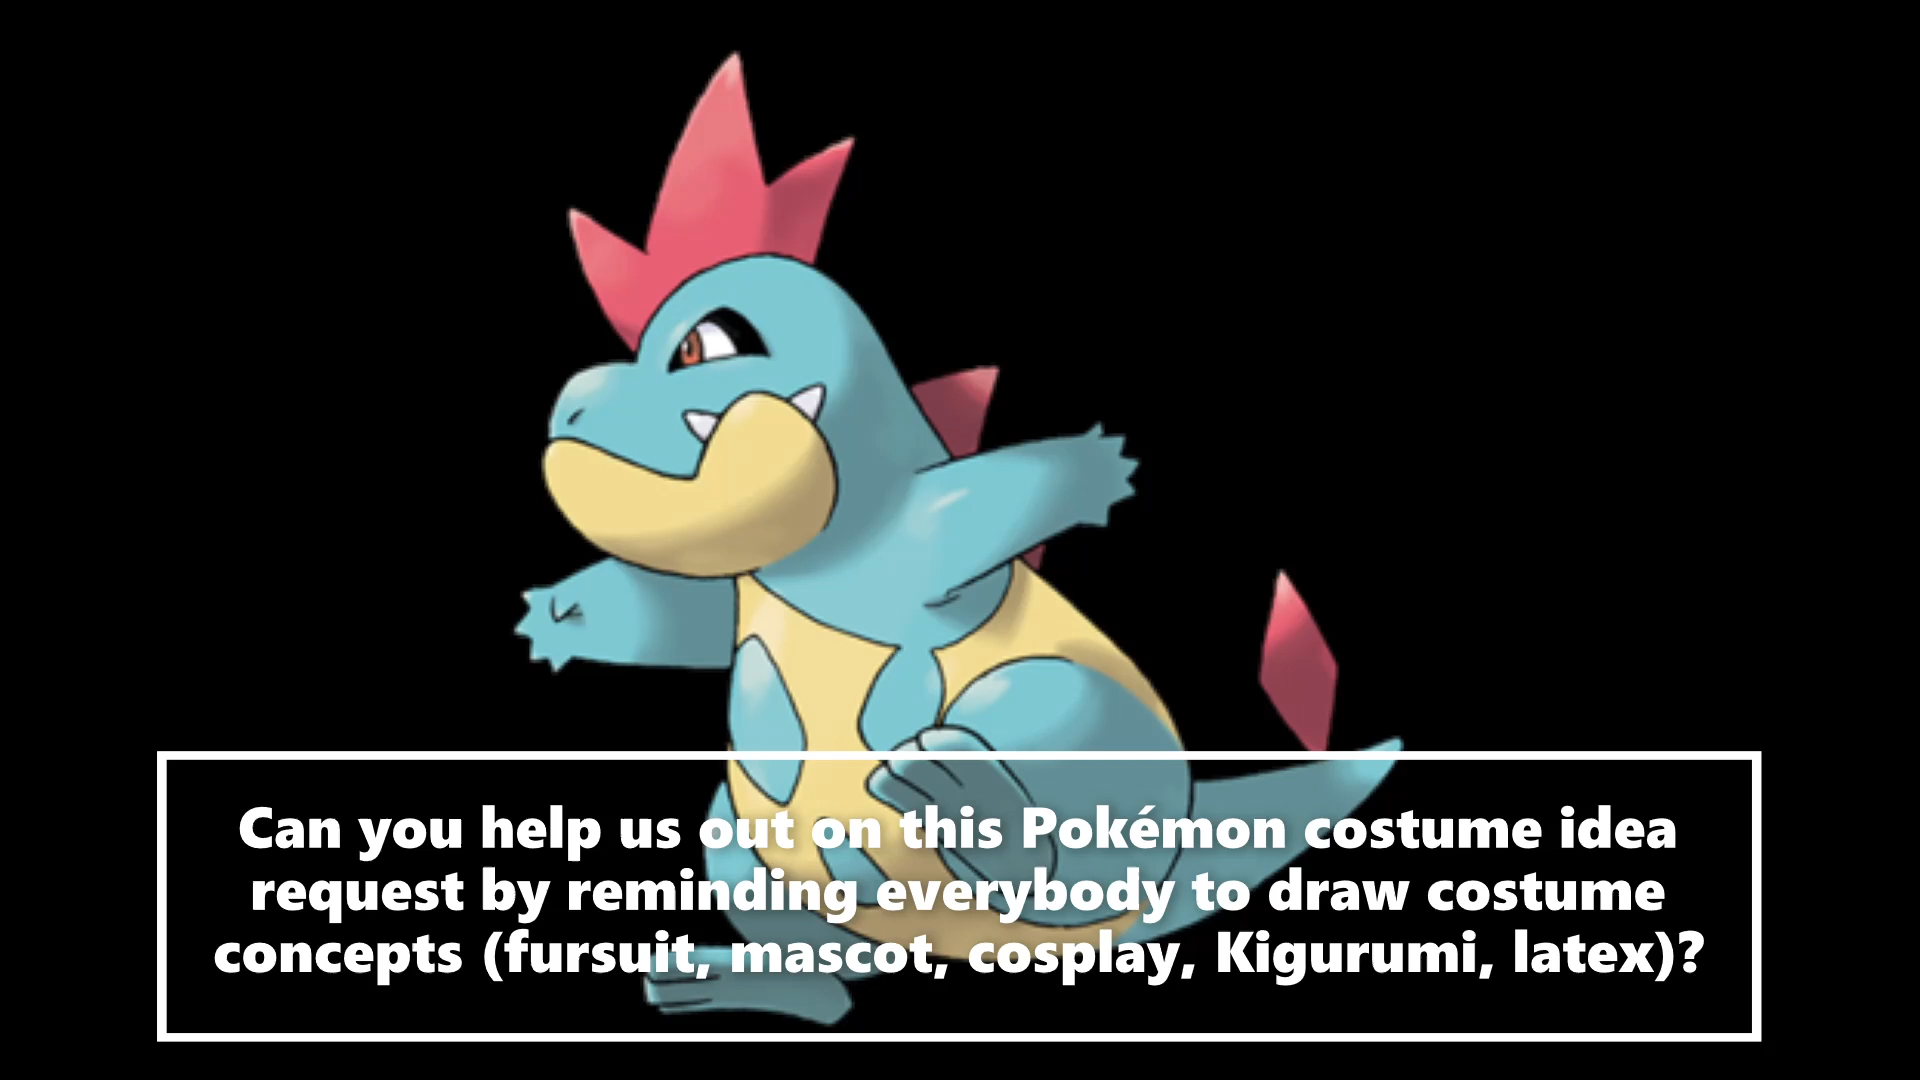 Can you help us out on this Pokémon costume idea
request by reminding everybody to draw costume
concepts (fursuit, mascot, cosplay, Kigurumi, latex)?